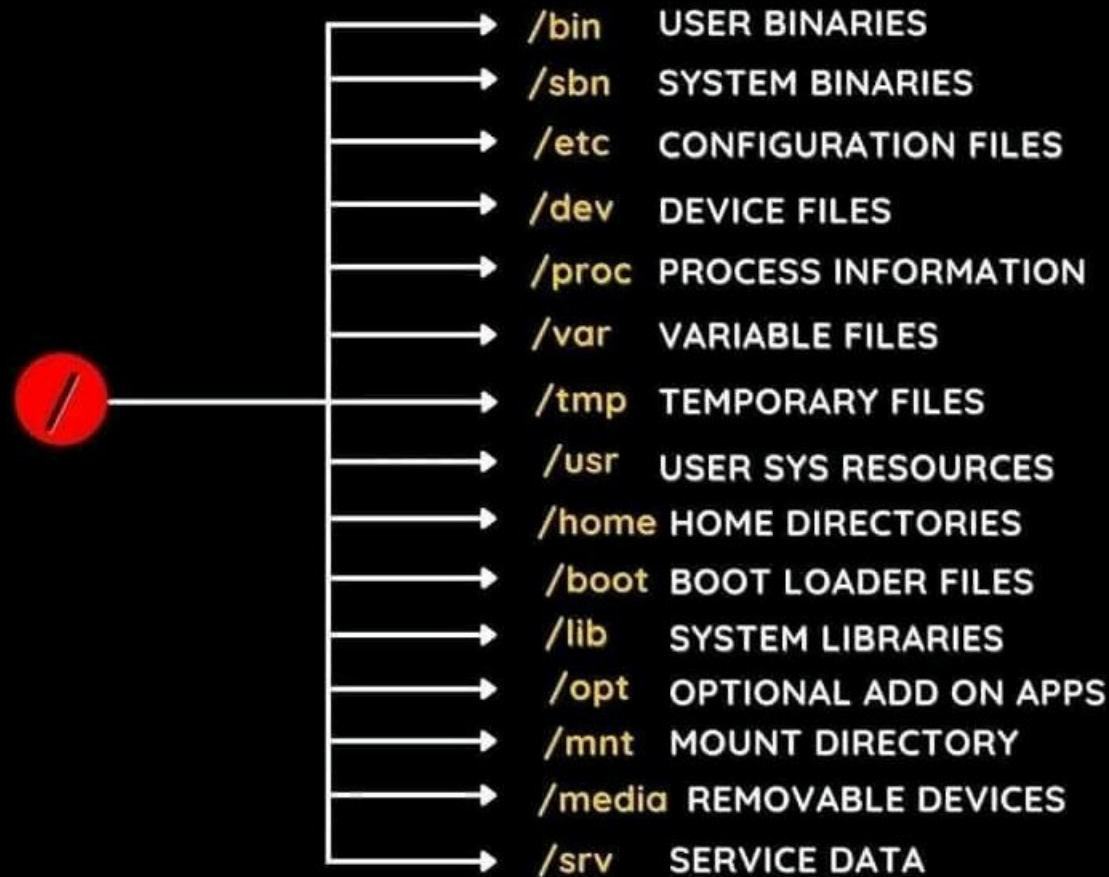 /
/bin USER BINARIES
/sbn SYSTEM BINARIES
/etc CONFIGURATION FILES
/dev DEVICE FILES
/proc PROCESS INFORMATION
/var VARIABLE FILES
/tmp TEMPORARY FILES
/usr USER SYS RESOURCES
/home HOME DIRECTORIES
/boot BOOT LOADER FILES
/lib SYSTEM LIBRARIES
/opt OPTIONAL ADD ON APPS
/mnt MOUNT DIRECTORY
/media REMOVABLE DEVICES
/srv SERVICE DATA